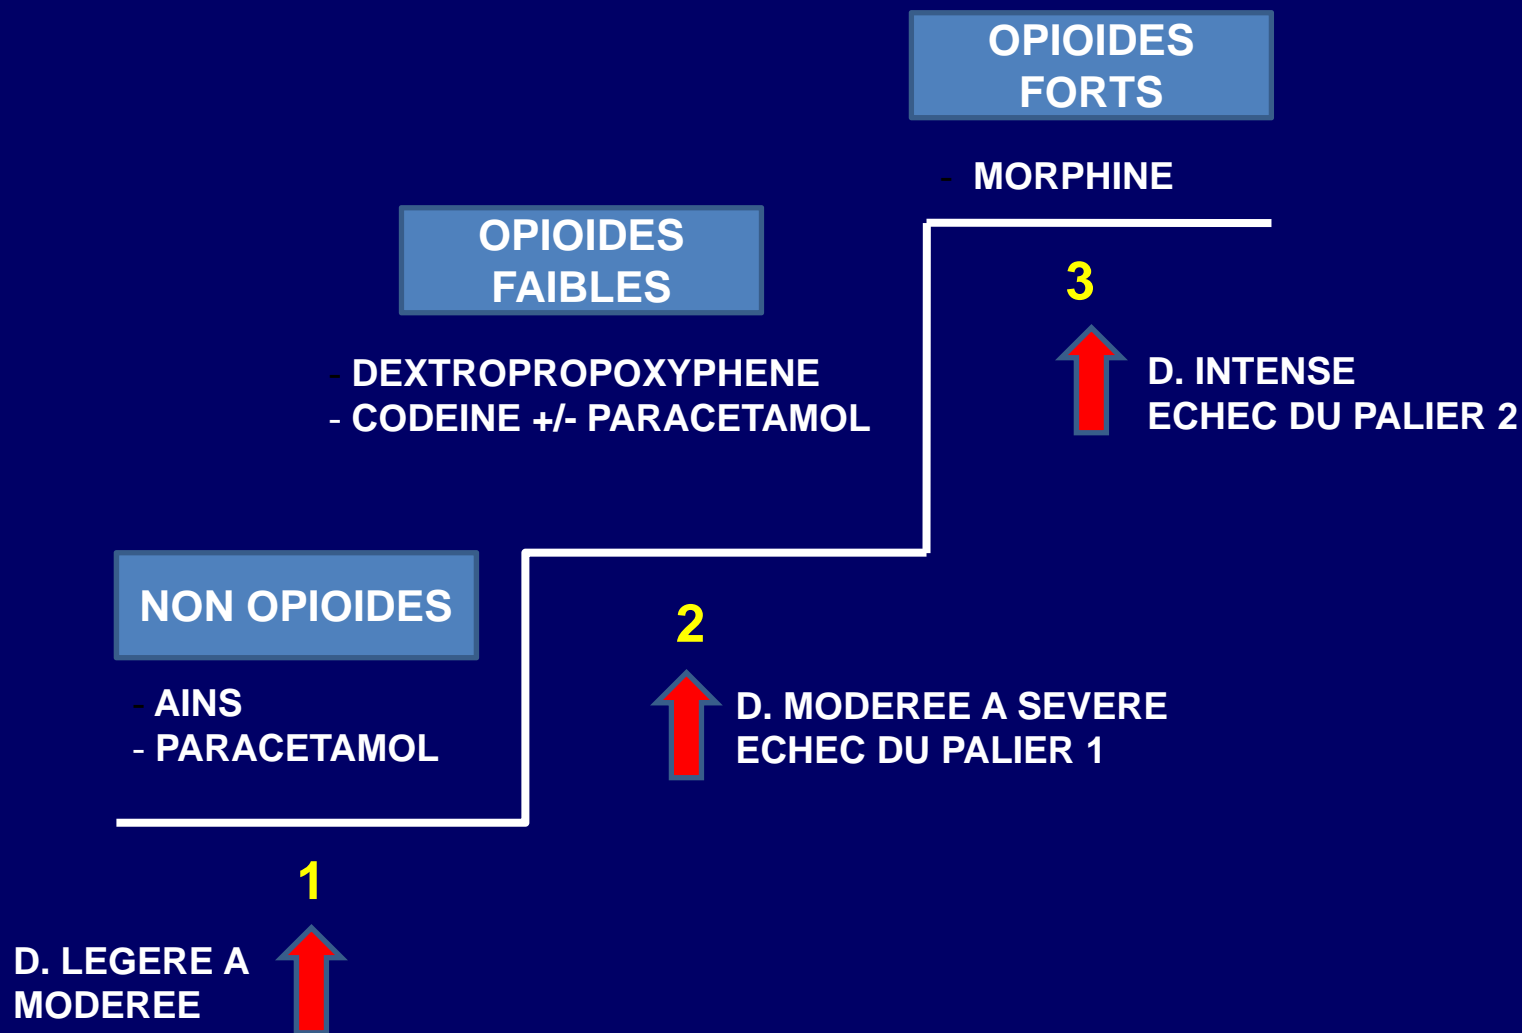 OPIOIDES
FORTS
- MORPHINE
OPIOIDES
FAIBLES
3
- DEXTROPROPOXYPHENE
- CODEINE +/- PARACETAMOL
D. INTENSE
ECHEC DU PALIER 2
NON OPIOIDES
2
- AINS
- PARACETAMOL
D. MODEREE A SEVERE
ECHEC DU PALIER 1
1
D. LEGERE A
MODEREE